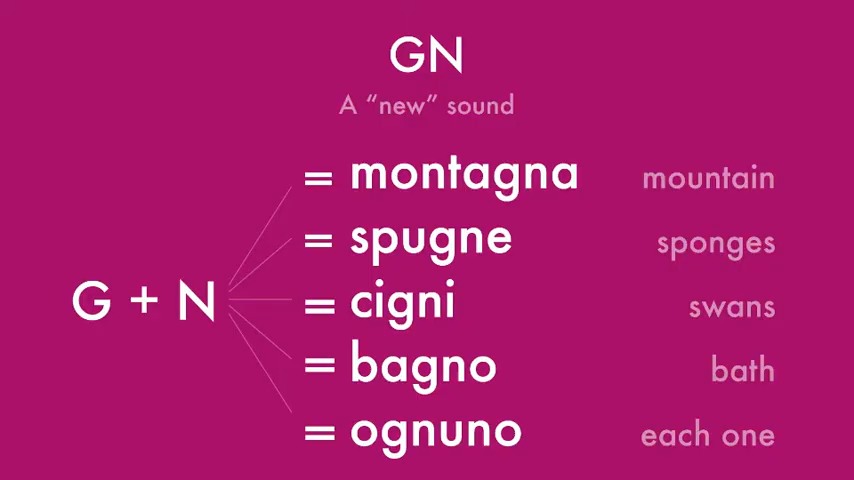 GN
A “new” sound
= montagna mountain
= spugne sponges
G + N = cigni swans
= bagno bath
= ognuno each one